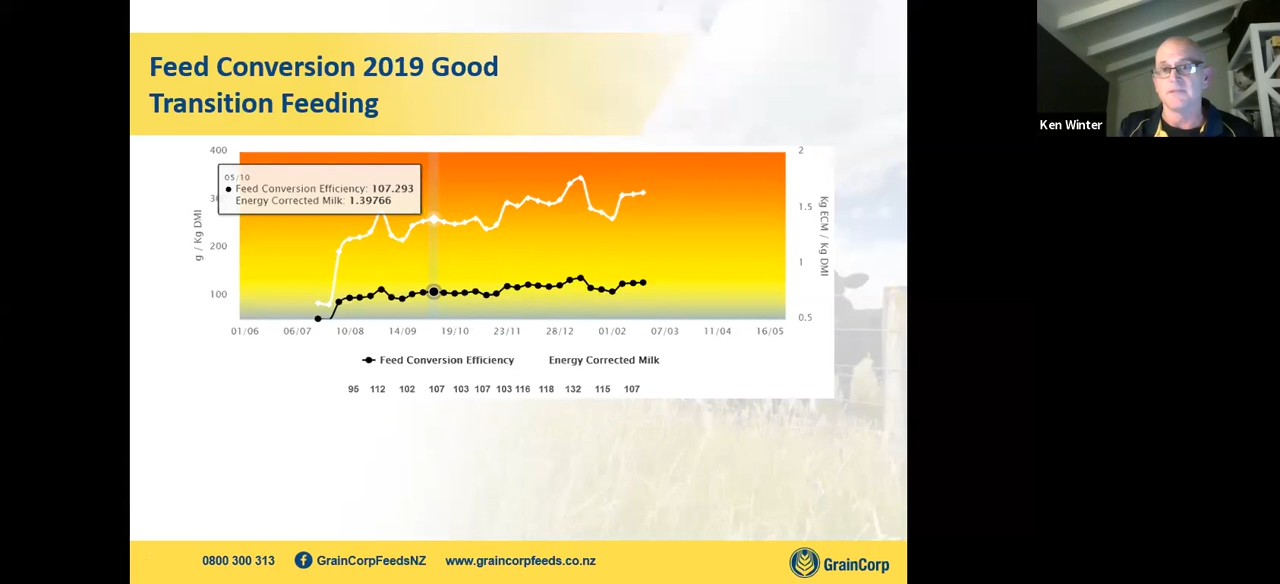 Feed Conversion 2019 Good
Transition Feeding
Ken Winter
400
2
05/10
Feed Conversion Efficiency: 107.293
Energy Corrected Milk: 1.39766
1.5
g / Kg DMI
200
Kg ECM / Kg DMI
1
100
0.5
01/06 06/07 10/08 14/09 19/10 23/11 28/12 01/02 07/03 11/04 16/05
Feed Conversion Efficiency Energy Corrected Milk
95 112 102 107 103 107 103 116 118 132 115 107
0800 300 313 GrainCorpFeedsNZ www.graincorpfeeds.co.nz GrainCorp